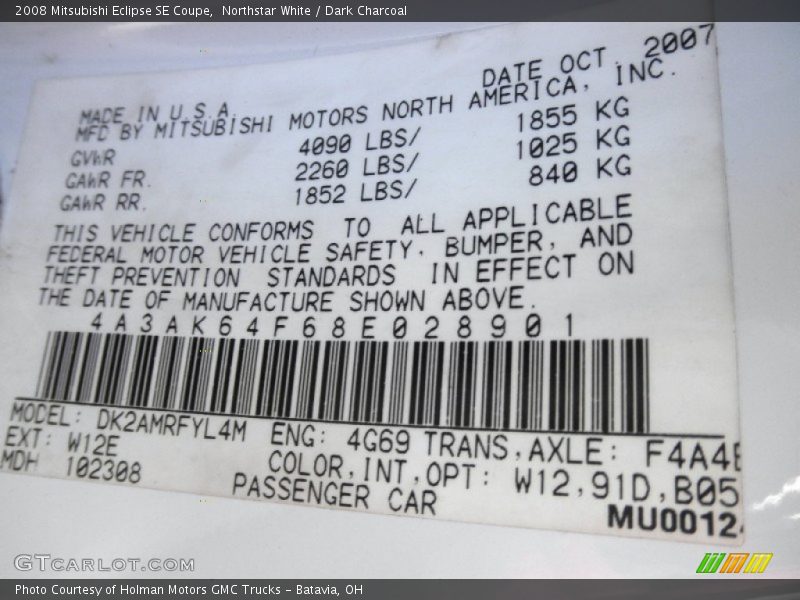 2008 Mitsubishi Eclipse SE Coupe, Northstar White / Dark Charcoal
DATE OCT. 2007
MADE IN U.S.A.
MFD BY MITSUBISHI MOTORS NORTH AMERICA, INC.
GVWR 4090 LBS/ 1855 KG
GAWR FR. 2260 LBS/ 1025 KG
GAWR RR. 1852 LBS/ 840 KG
THIS VEHICLE CONFORMS TO ALL APPLICABLE
FEDERAL MOTOR VEHICLE SAFETY, BUMPER, AND
THEFT PREVENTION STANDARDS IN EFFECT ON
THE DATE OF MANUFACTURE SHOWN ABOVE.
4A3AK64F68E028901
MODEL: DK2AMRFYL4M ENG: 4G69 TRANS,AXLE: F4A4
EXT: W12E COLOR,INT,OPT: W12,91D,B05
MDH 102308 PASSENGER CAR
MU0012
GTCARLOT.COM
Photo Courtesy of Holman Motors GMC Trucks - Batavia, OH